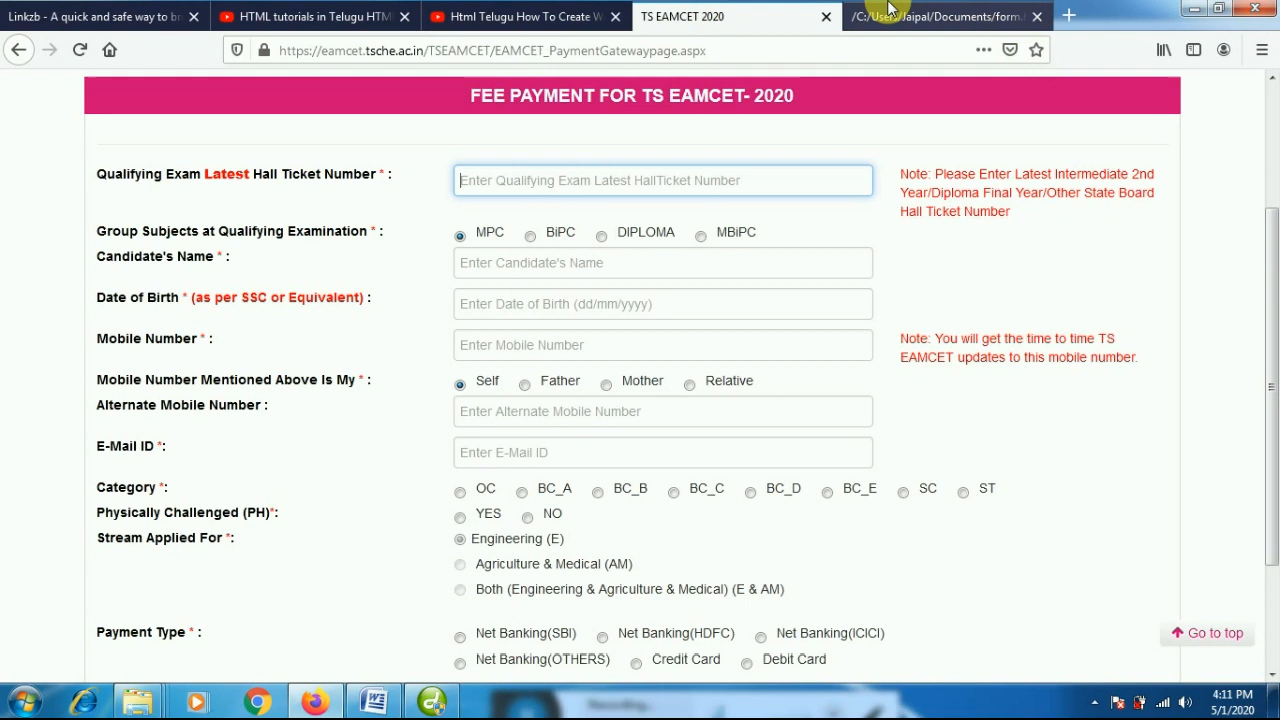 Linkzb - A quick and safe way to br
HTML tutorials in Telugu HTM
Html Telugu How To Create W
TS EAMCET 2020
/C:/Users/Jaipal/Documents/form.
https://eamcet.tsche.ac.in/TSEAMCET/EAMCET_PaymentGatewaypage.aspx
FEE PAYMENT FOR TS EAMCET- 2020
Qualifying Exam Latest Hall Ticket Number * :
Enter Qualifying Exam Latest HallTicket Number
Note: Please Enter Latest Intermediate 2nd
Year/Diploma Final Year/Other State Board
Hall Ticket Number
Group Subjects at Qualifying Examination * :
MPC BiPC DIPLOMA MBiPC
Candidate's Name * :
Enter Candidate's Name
Date of Birth * (as per SSC or Equivalent) :
Enter Date of Birth (dd/mm/yyyy)
Mobile Number * :
Enter Mobile Number
Note: You will get the time to time TS
EAMCET updates to this mobile number.
Mobile Number Mentioned Above Is My * :
Self Father Mother Relative
Alternate Mobile Number :
Enter Alternate Mobile Number
E-Mail ID *:
Enter E-Mail ID
Category *:
OC BC_A BC_B BC_C BC_D BC_E SC ST
Physically Challenged (PH)*:
YES NO
Stream Applied For *:
Engineering (E)
Agriculture & Medical (AM)
Both (Engineering & Agriculture & Medical) (E & AM)
Payment Type * :
Net Banking(SBI) Net Banking(HDFC) Net Banking(ICICI)
Net Banking(OTHERS) Credit Card Debit Card
Go to top
Recording...
4:11 PM
5/1/2020